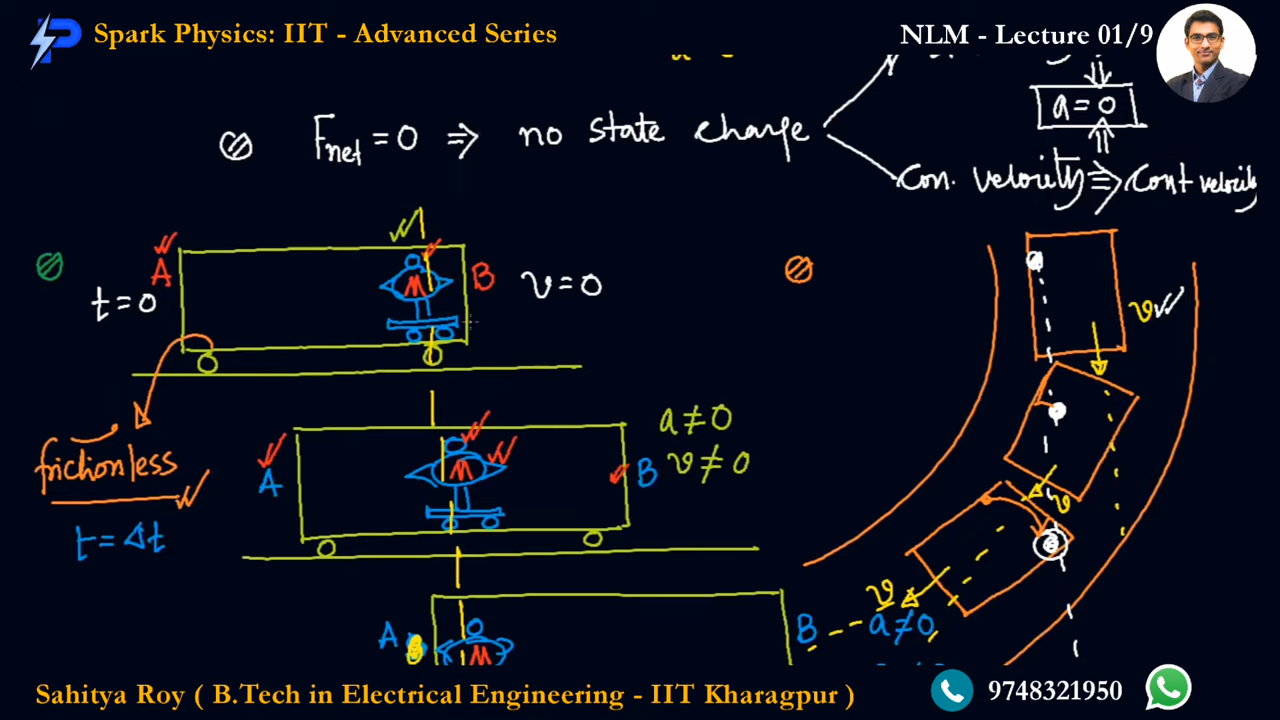 Spark Physics: IIT - Advanced Series
NLM - Lecture 01/9
a = 0
Fnet = 0 ⇒ no state change
Con. velocity ≡ Cont velocity
A
t=0
M
B
v=0
frictionless
t = Δt
A
M
B
a ≠ 0
v ≠ 0
A
M
B
v
v
v
a ≠ 0
Sahitya Roy ( B.Tech in Electrical Engineering - IIT Kharagpur )
9748321950